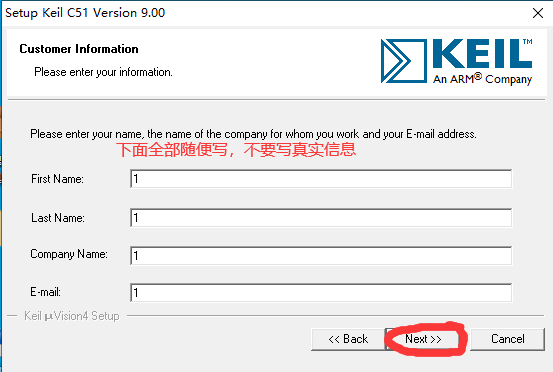 Setup Keil C51 Version 9.00
Customer Information
Please enter your information.
KEIL™
An ARM® Company
Please enter your name, the name of the company for whom you work and your E-mail address.
下面全部随便写，不要写真实信息
First Name: 1
Last Name: 1
Company Name: 1
E-mail: 1
Keil µVision4 Setup
<< Back Next >> Cancel